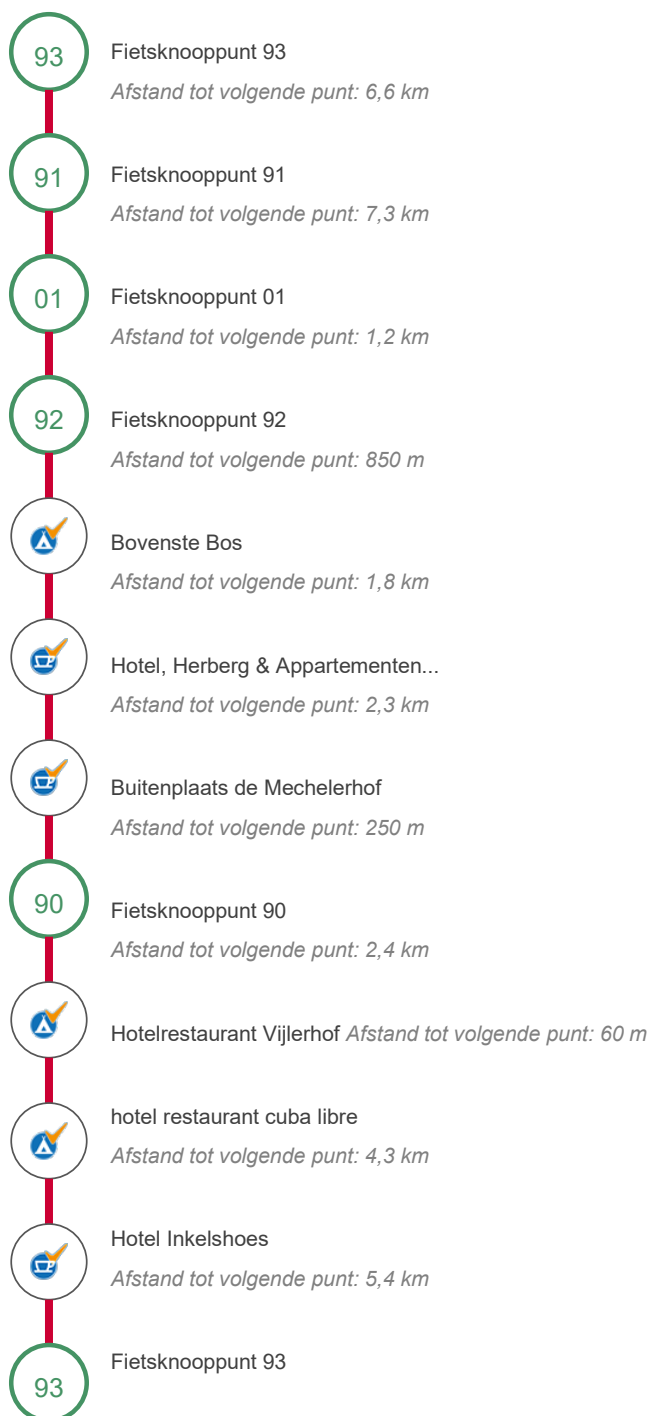 93
Fietsknooppunt 93
Afstand tot volgende punt: 6,6 km
91
Fietsknooppunt 91
Afstand tot volgende punt: 7,3 km
01
Fietsknooppunt 01
Afstand tot volgende punt: 1,2 km
92
Fietsknooppunt 92
Afstand tot volgende punt: 850 m
Bovenste Bos
Afstand tot volgende punt: 1,8 km
Hotel, Herberg & Appartementen...
Afstand tot volgende punt: 2,3 km
Buitenplaats de Mechelerhof
Afstand tot volgende punt: 250 m
90
Fietsknooppunt 90
Afstand tot volgende punt: 2,4 km
Hotelrestaurant Vijlerhof Afstand tot volgende punt: 60 m
hotel restaurant cuba libre
Afstand tot volgende punt: 4,3 km
Hotel Inkelshoes
Afstand tot volgende punt: 5,4 km
93
Fietsknooppunt 93